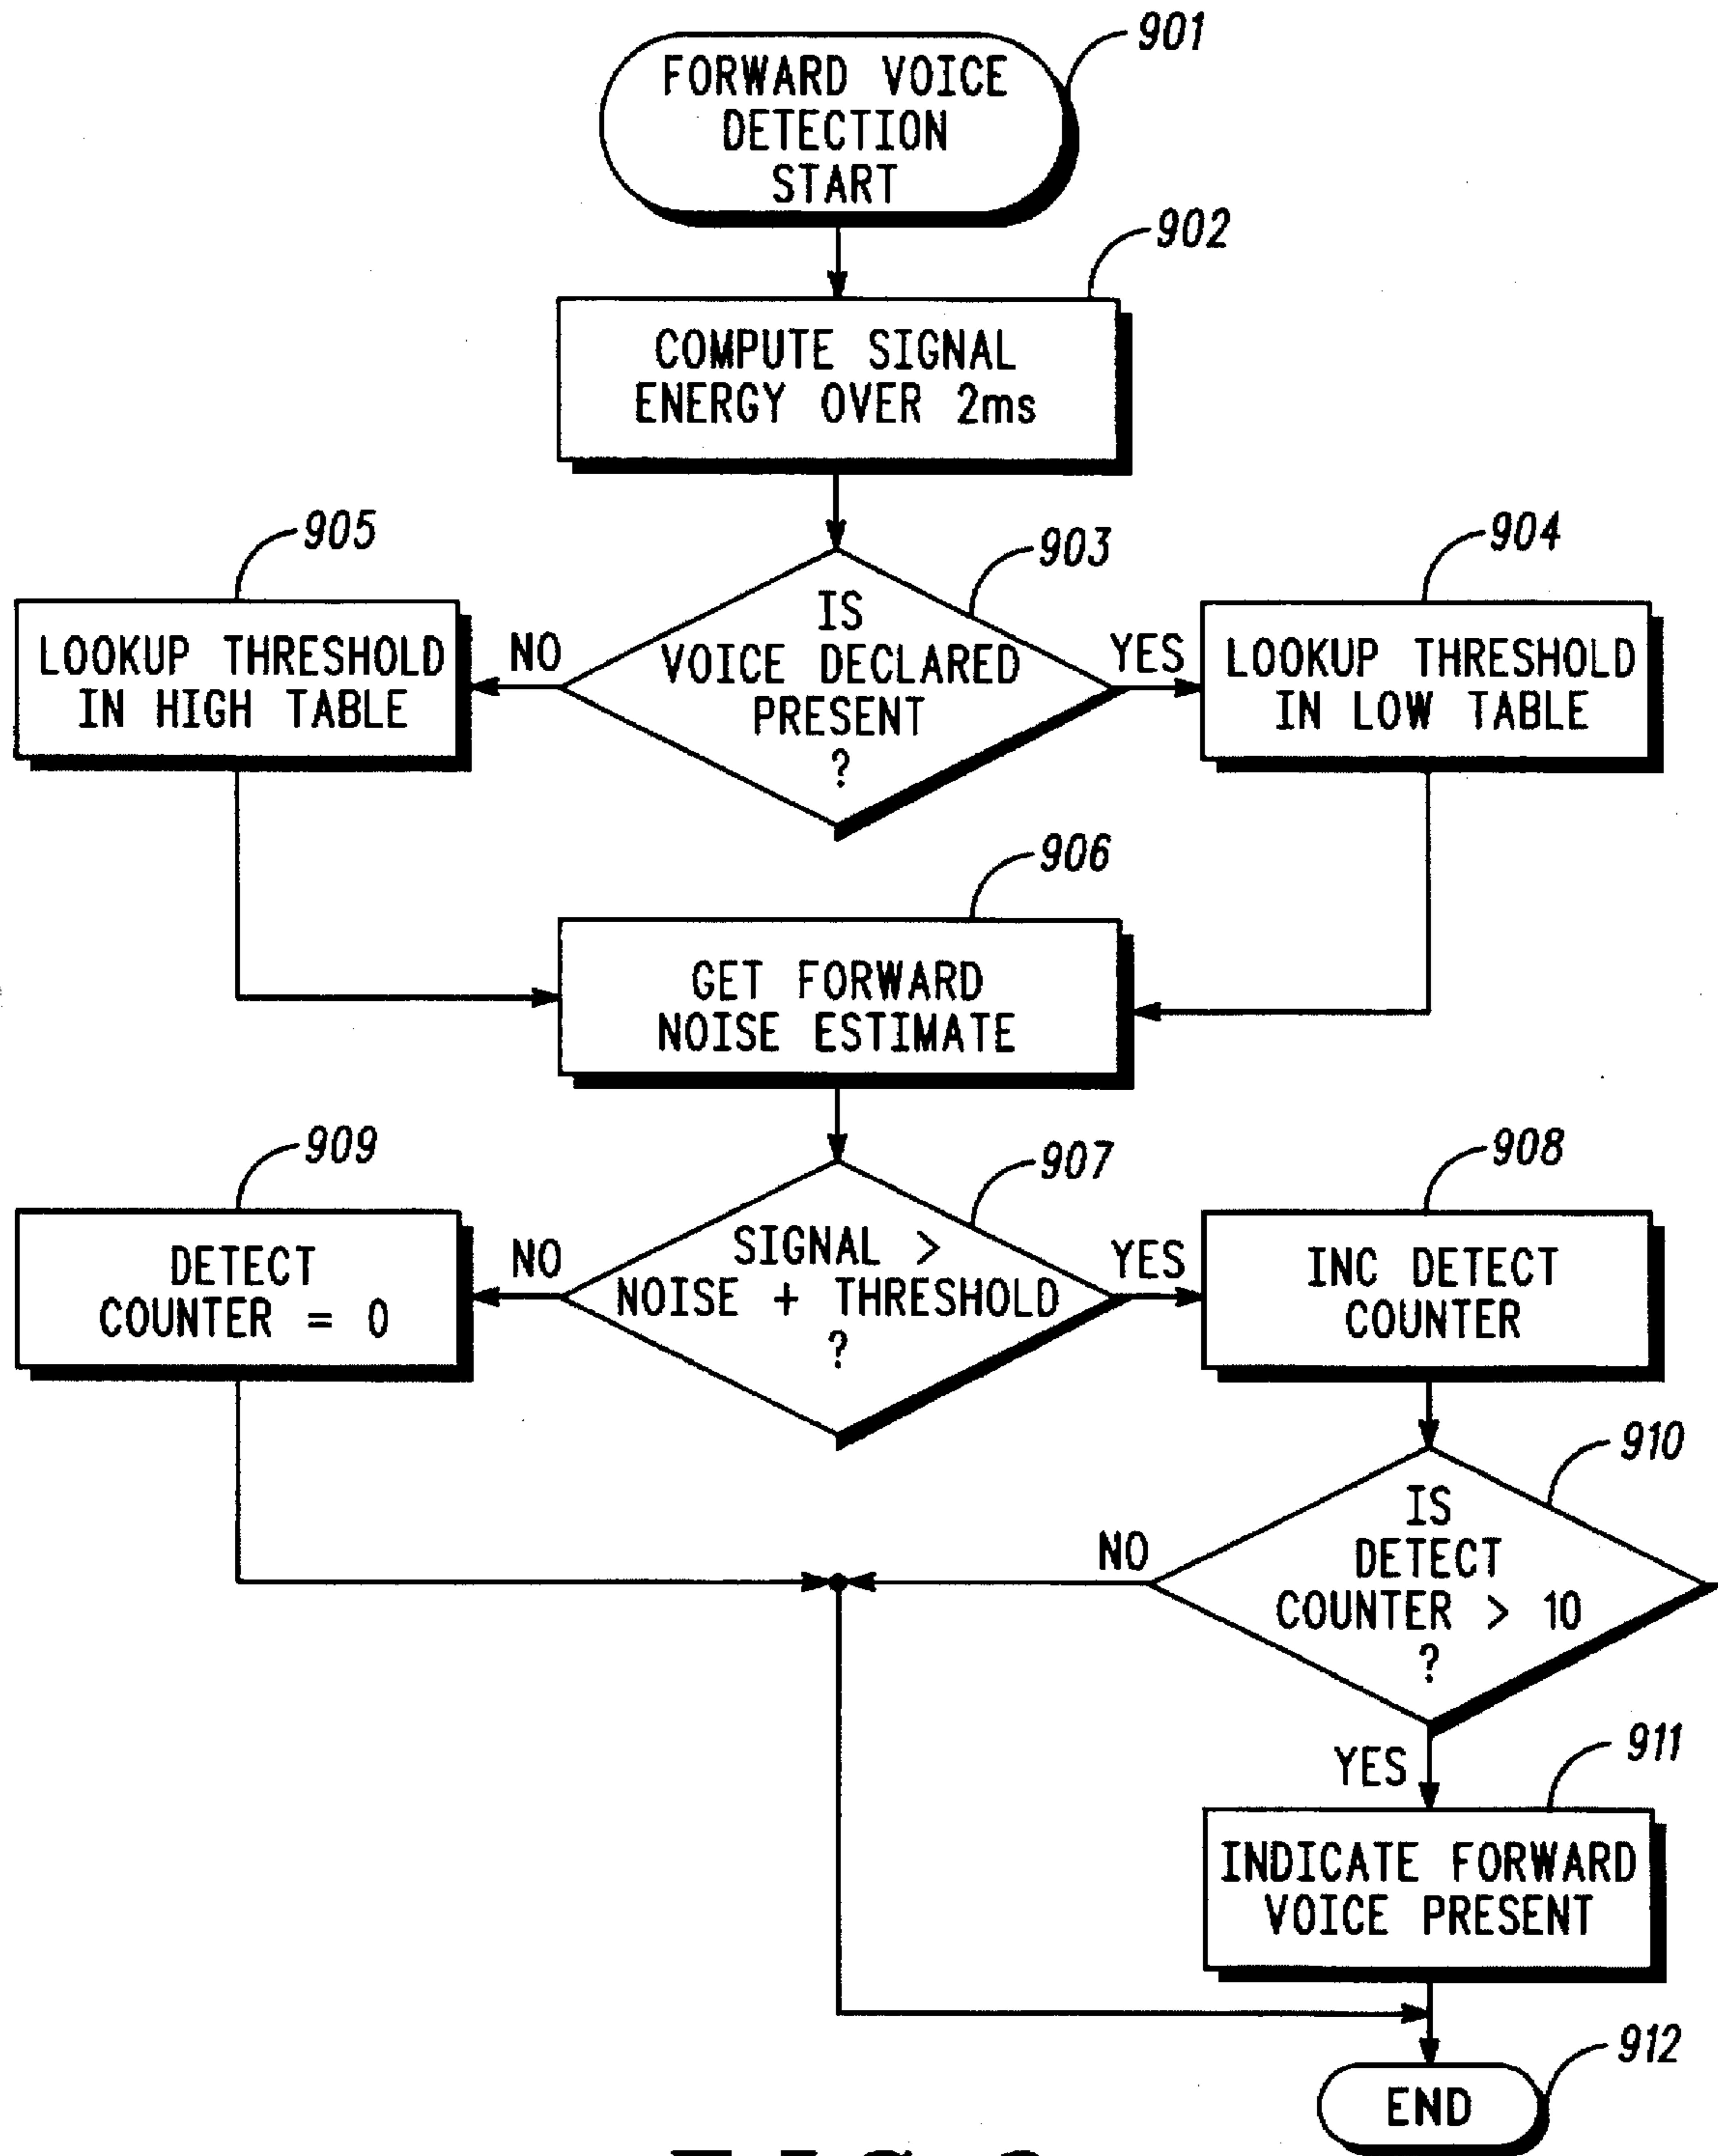 901
FORWARD VOICE
DETECTION
START
902
COMPUTE SIGNAL
ENERGY OVER 2ms
905
903
904
IS
VOICE DECLARED
PRESENT
?
NO
YES
LOOKUP THRESHOLD
IN HIGH TABLE
LOOKUP THRESHOLD
IN LOW TABLE
906
GET FORWARD
NOISE ESTIMATE
909
907
908
DETECT
COUNTER = 0
NO
SIGNAL >
NOISE + THRESHOLD
?
YES
INC DETECT
COUNTER
910
IS
DETECT
COUNTER > 10
?
NO
YES
911
INDICATE FORWARD
VOICE PRESENT
912
END